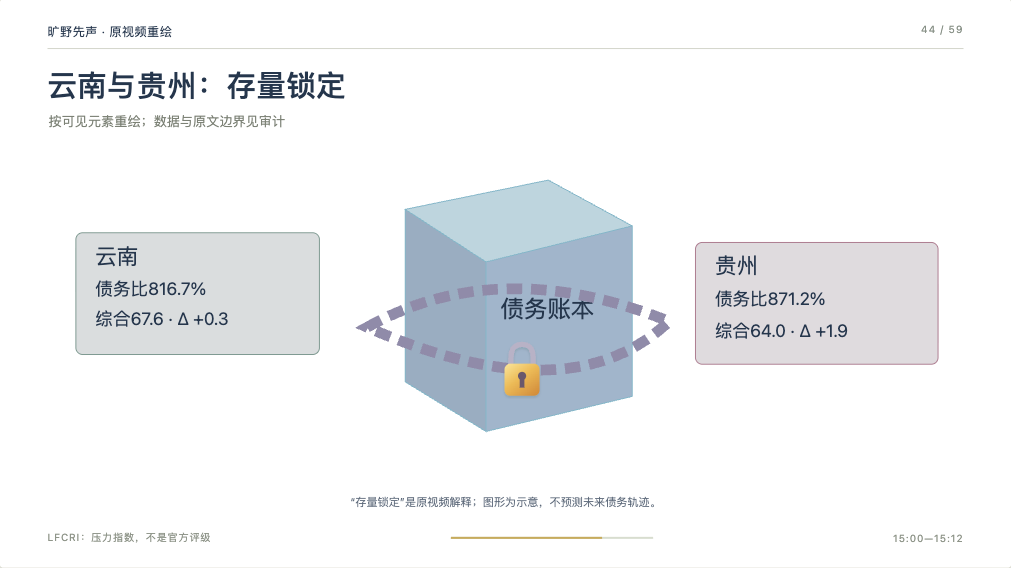 旷野先声 · 原视频重绘
44 / 59
云南与贵州：存量锁定
按可见元素重绘；数据与原文边界见审计
云南
债务比816.7%
综合67.6 · Δ +0.3
债务账本
贵州
债务比871.2%
综合64.0 · Δ +1.9
“存量锁定”是原视频解释；图形为示意，不预测未来债务轨迹。
LFCRI：压力指数，不是官方评级
15:00—15:12